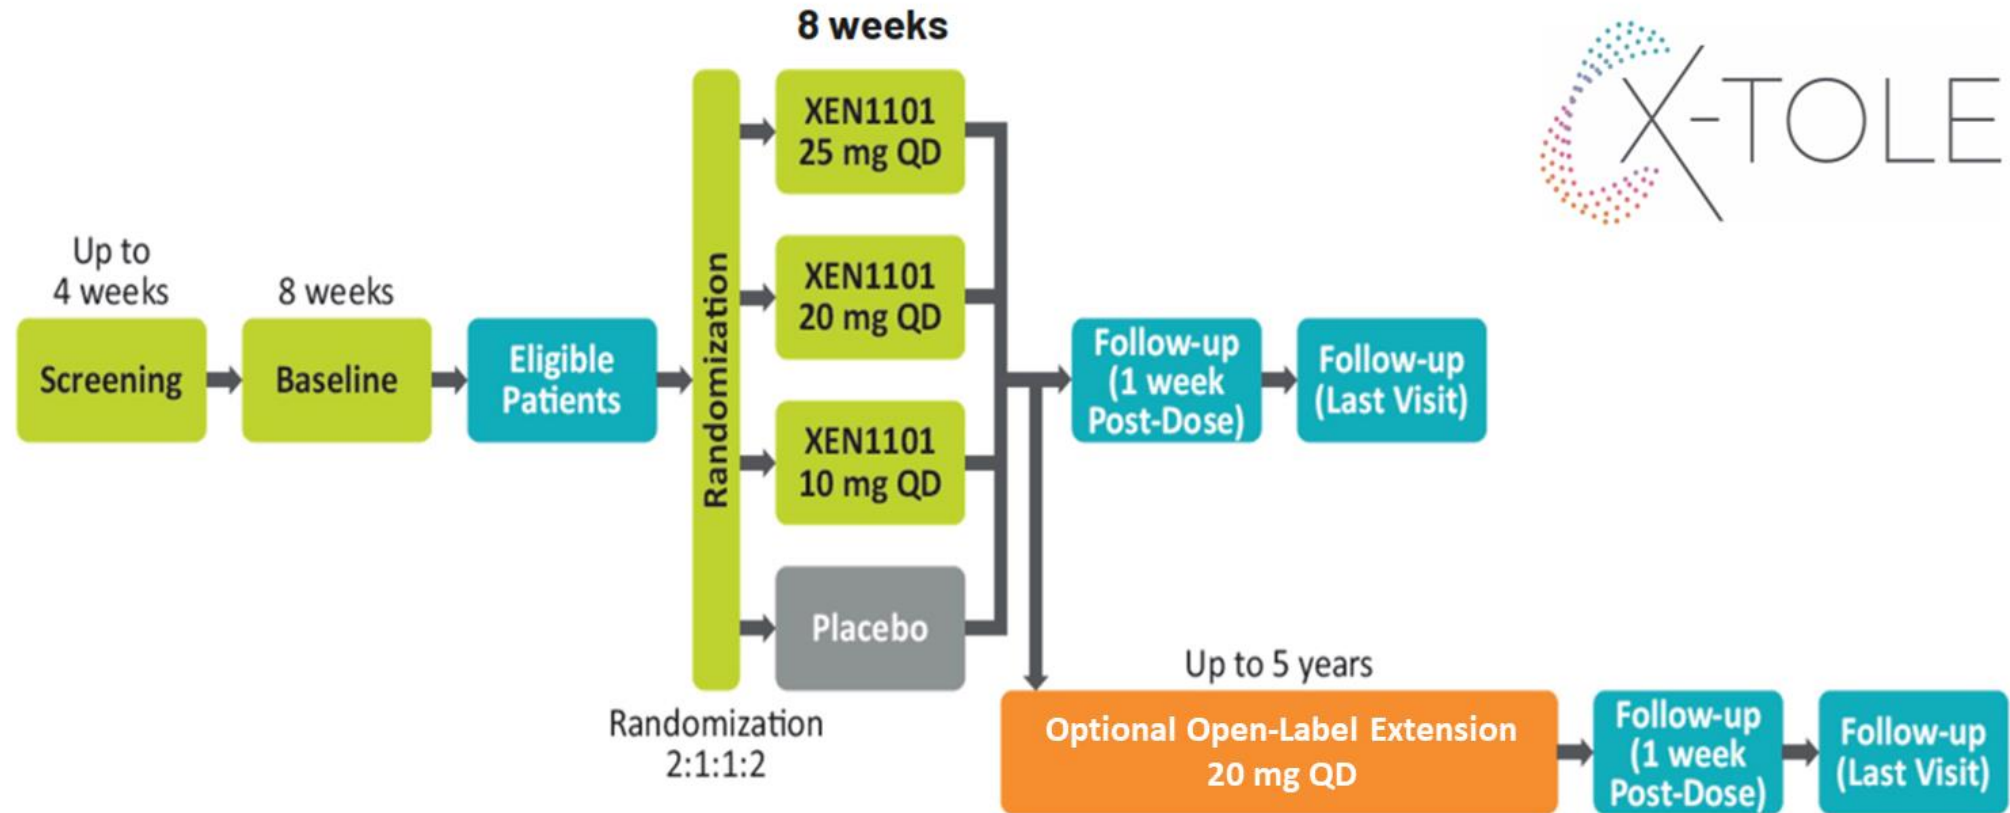 8 weeks
X-TOLE
Up to
4 weeks
Screening
8 weeks
Baseline
Eligible
Patients
Randomization
Randomization
2:1:1:2
XEN1101
25 mg QD
XEN1101
20 mg QD
XEN1101
10 mg QD
Placebo
Follow-up
(1 week
Post-Dose)
Follow-up
(Last Visit)
Up to 5 years
Optional Open-Label Extension
20 mg QD
Follow-up
(1 week
Post-Dose)
Follow-up
(Last Visit)